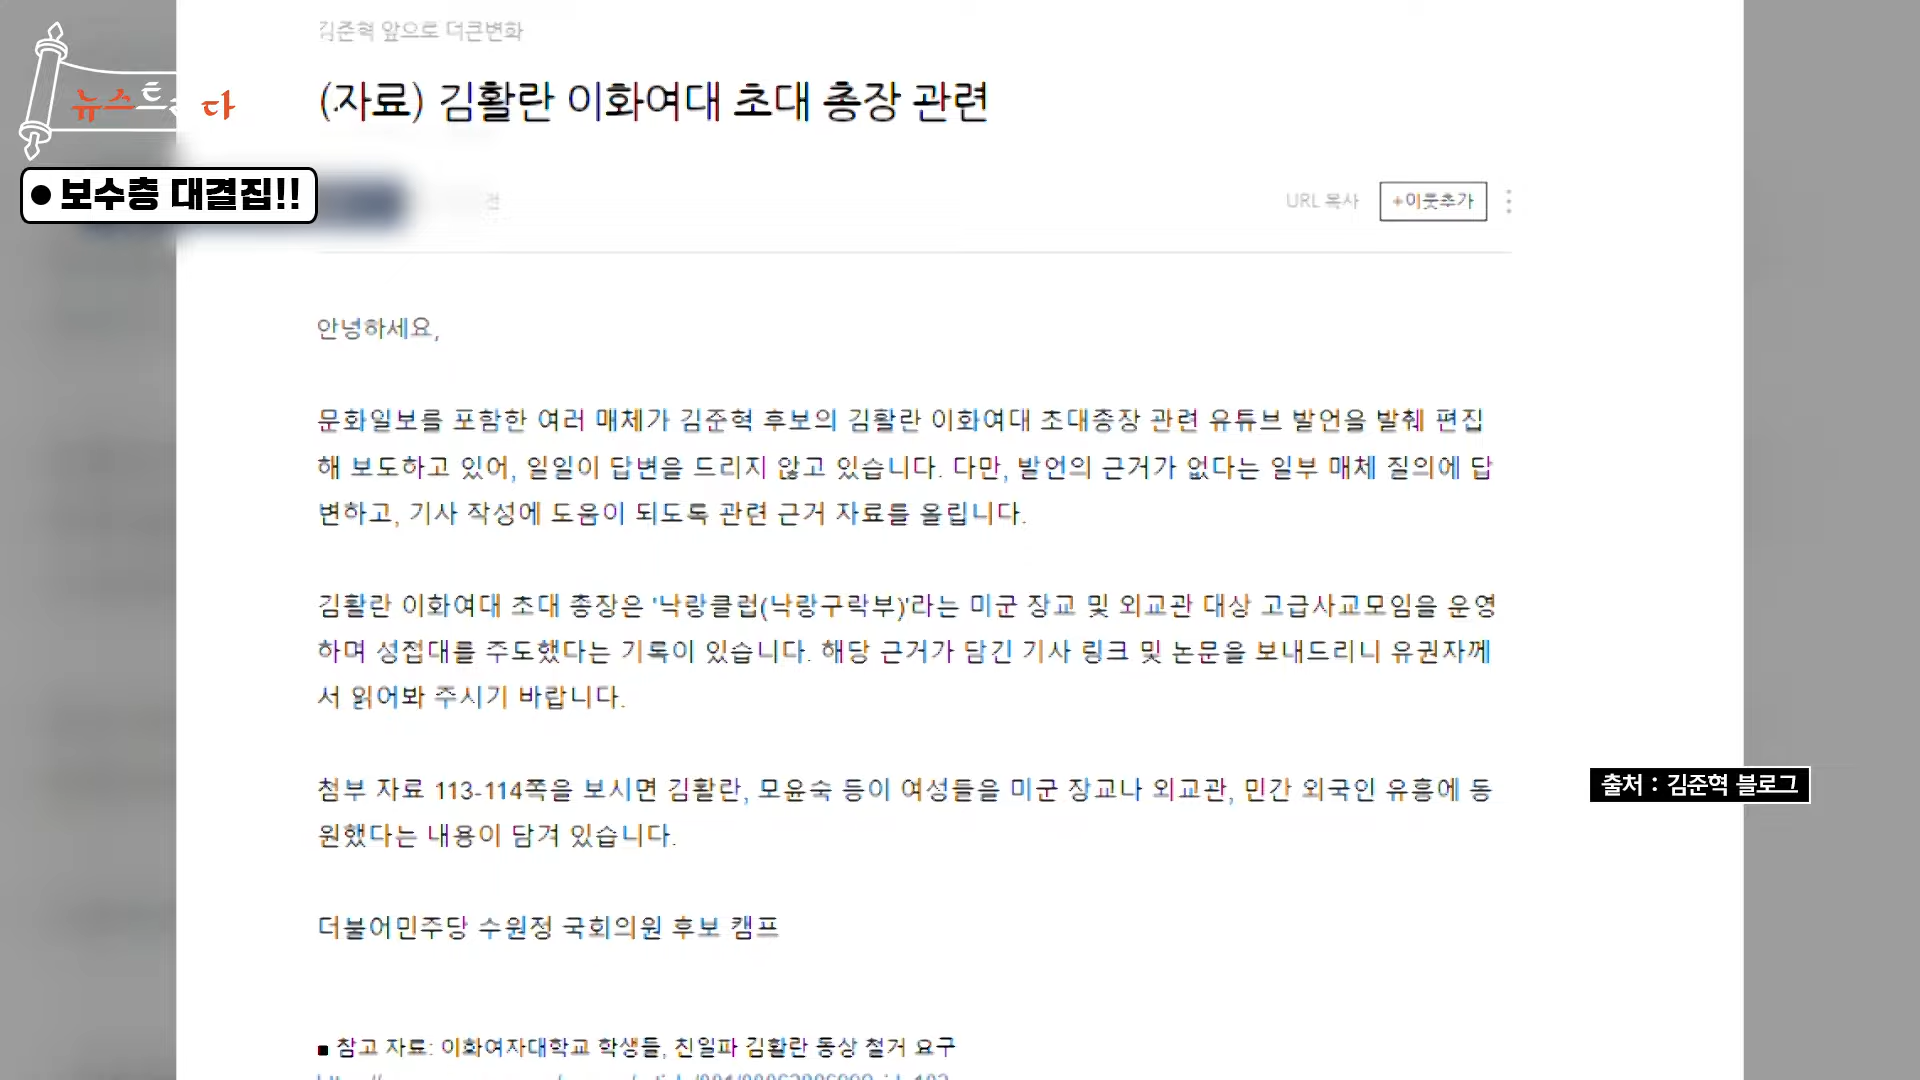 김준혁 앞으로 더큰변화
(자료) 김활란 이화여대 초대 총장 관련
뉴스트 다
● 보수층 대결집!!
전
URL 복사
+이웃추가
안녕하세요,
문화일보를 포함한 여러 매체가 김준혁 후보의 김활란 이화여대 초대총장 관련 유튜브 발언을 발췌 편집
해 보도하고 있어, 일일이 답변을 드리지 않고 있습니다. 다만, 발언의 근거가 없다는 일부 매체 질의에 답
변하고, 기사 작성에 도움이 되도록 관련 근거 자료를 올립니다.
김활란 이화여대 초대 총장은 '낙랑클럽(낙랑구락부)'라는 미군 장교 및 외교관 대상 고급사교모임을 운영
하며 성접대를 주도했다는 기록이 있습니다. 해당 근거가 담긴 기사 링크 및 논문을 보내드리니 유권자께
서 읽어봐 주시기 바랍니다.
첨부 자료 113-114쪽을 보시면 김활란, 모윤숙 등이 여성들을 미군 장교나 외교관, 민간 외국인 유흥에 동
원했다는 내용이 담겨 있습니다.
출처 : 김준혁 블로그
더불어민주당 수원정 국회의원 후보 캠프
■ 참고 자료: 이화여자대학교 학생들, 친일파 김활란 동상 철거 요구